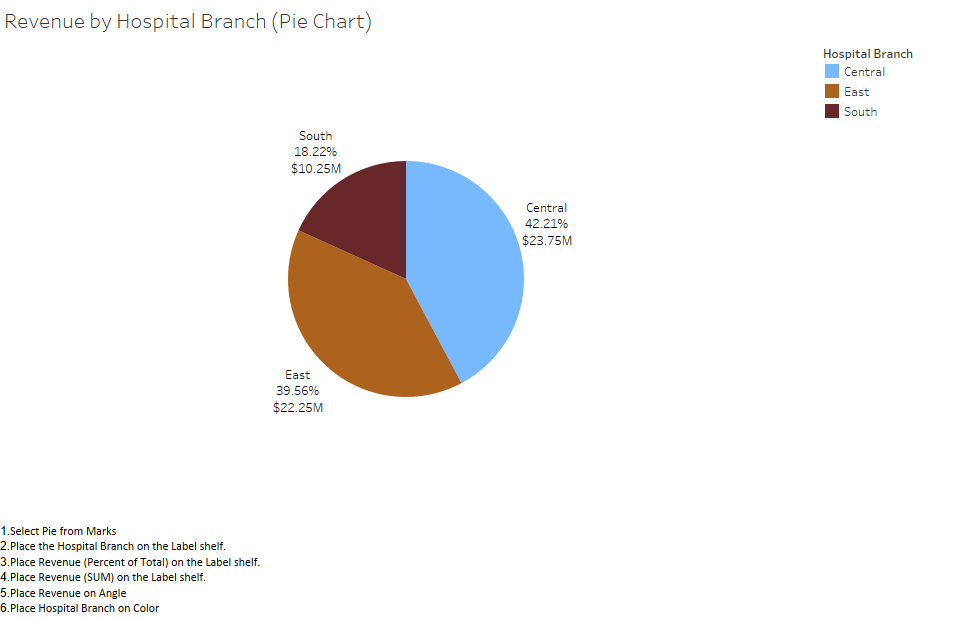 Revenue by Hospital Branch (Pie Chart)
Hospital Branch
Central
East
South
South
18.22%
$10.25M
Central
42.21%
$23.75M
East
39.56%
$22.25M
1.Select Pie from Marks
2.Place the Hospital Branch on the Label shelf.
3.Place Revenue (Percent of Total) on the Label shelf.
4.Place Revenue (SUM) on the Label shelf.
5.Place Revenue on Angle
6.Place Hospital Branch on Color